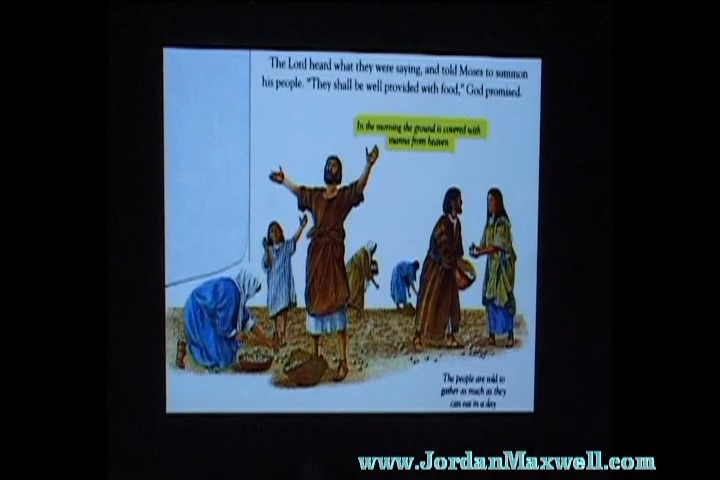 The Lord heard what they were saying, and told Moses to summon
his people. "They shall be well provided with food," God promised.
In the morning the ground is covered with
manna from heaven
The people are told to
gather as much as they
can eat in a day
www.JordanMaxwell.com